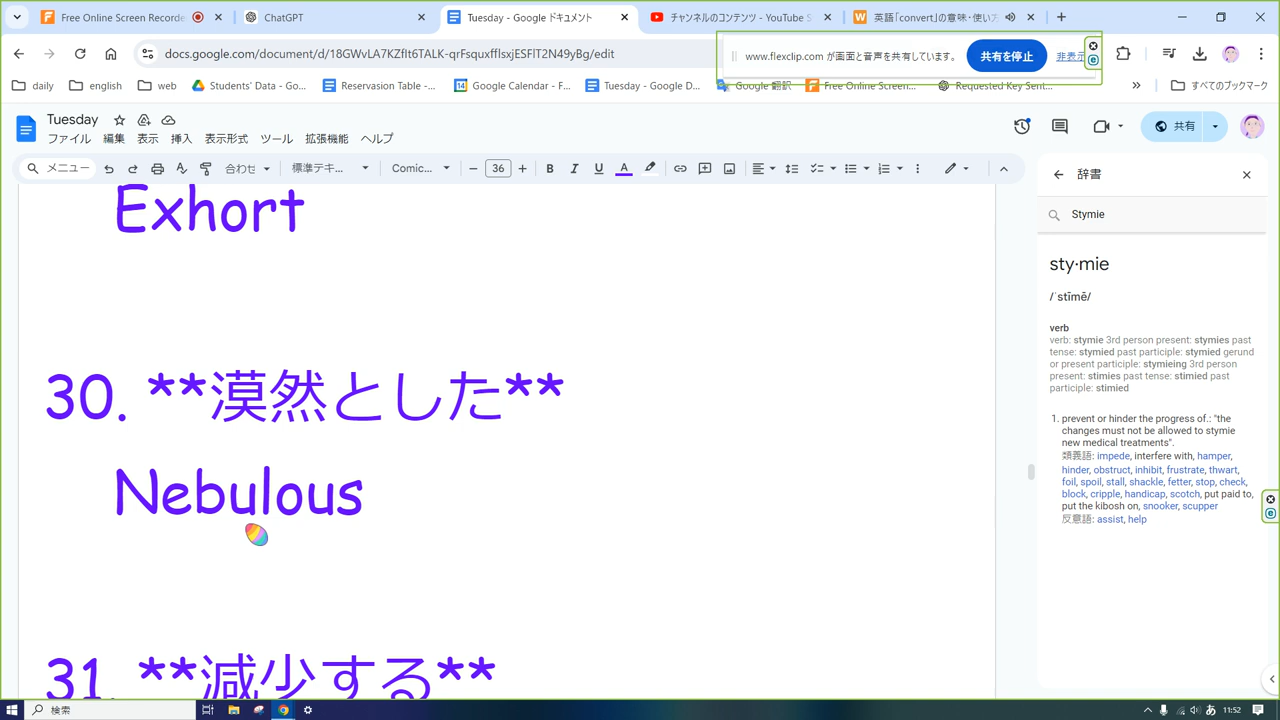 Free Online Screen Recorde
ChatGPT
Tuesday - Google ドキュメント
チャンネルのコンテンツ - YouTube S
英語「convert」の意味・使い方
docs.google.com/document/d/18GWvLA7KZflt6TALK-qrFsquxfflsxjESFlT2N49yBg/edit
www.flexclip.com が画面と音声を共有しています。
共有を停止
非表示
daily
english
web
Students' Data - Go...
Reservasion Table -...
Google Calendar - F...
Tuesday - Google D...
Google 翻訳
Free Online Screen...
Requested Key Sent...
すべてのブックマーク
Tuesday
ファイル 編集 表示 挿入 表示形式 ツール 拡張機能 ヘルプ
共有
メニュー
合わせ
標準テキ...
Comic...
36
Exhort
30. **漠然とした**
Nebulous
31. **減少する**
辞書
Stymie
sty·mie
/ˈstīmē/
verb
verb: stymie 3rd person present: stymies past
tense: stymied past participle: stymied gerund
or present participle: stymieing 3rd person
present: stimies past tense: stimied past
participle: stimied
1. prevent or hinder the progress of.: "the
changes must not be allowed to stymie
new medical treatments".
類義語: impede, interfere with, hamper,
hinder, obstruct, inhibit, frustrate, thwart,
foil, spoil, stall, shackle, fetter, stop, check,
block, cripple, handicap, scotch, put paid to,
put the kibosh on, snooker, scupper
反意語: assist, help
検索
あ
11:52